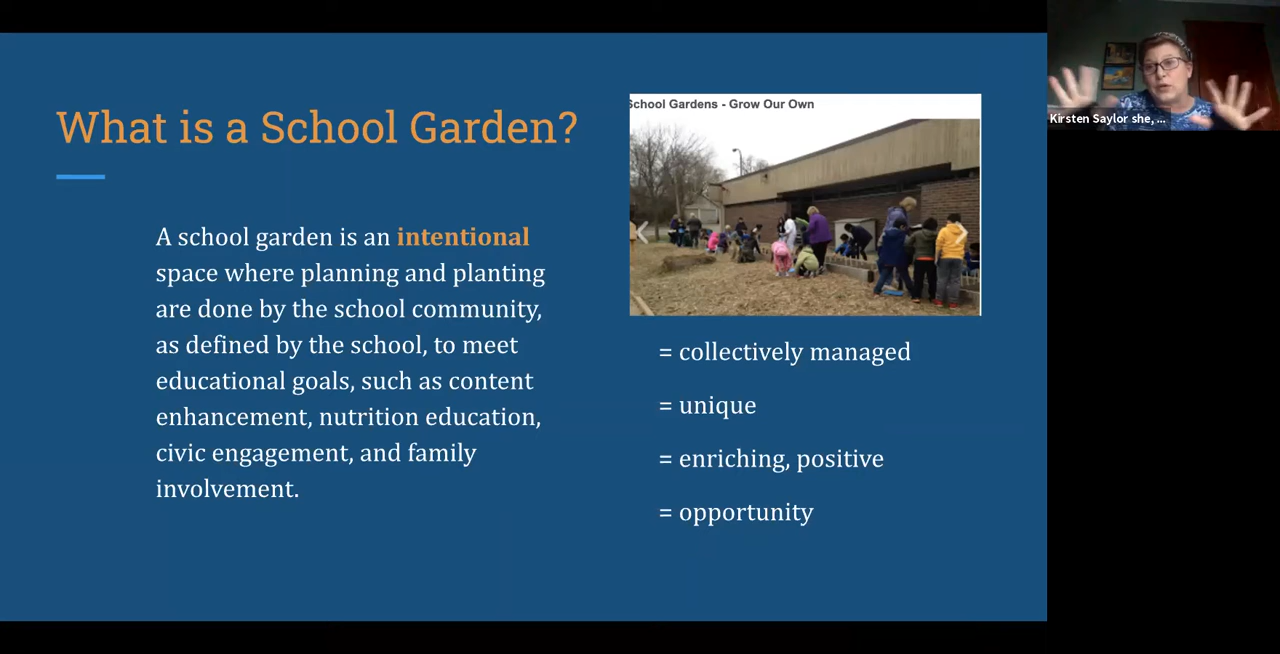 What is a School Garden?
A school garden is an intentional
space where planning and planting
are done by the school community,
as defined by the school, to meet
educational goals, such as content
enhancement, nutrition education,
civic engagement, and family
involvement.
School Gardens - Grow Our Own
= collectively managed
= unique
= enriching, positive
= opportunity
Kirsten Saylor she, ...